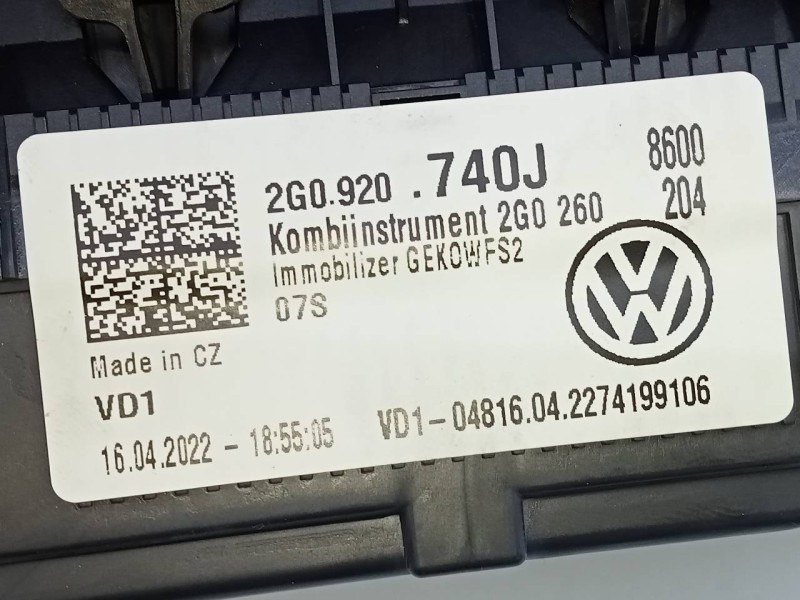 2G0.920 .740J 8600
Kombiinstrument 2G0 260 204
Immobilizer GEKOWFS2
07S
Made in CZ
VD1
16.04.2022 - 18:55:05
VD1-04816.04.2274199106